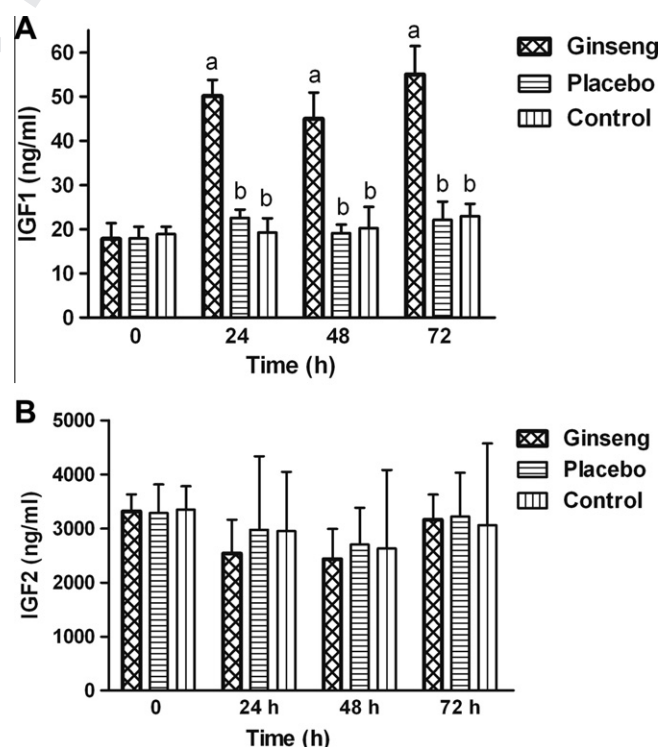 A
IGF1 (ng/ml)
60
50
40
30
20
10
0
a
a
a
b
b
b
b
b
b
0
24
48
72
Time (h)
Ginseng
Placebo
Control
B
IGF2 (ng/ml)
5000
4000
3000
2000
1000
0
0
24 h
48 h
72 h
Time (h)
Ginseng
Placebo
Control